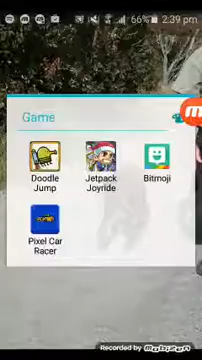 66% 2:39 pm
Game
Doodle
Jump
Jetpack
Joyride
Bitmoji
Pixel Car
Racer
Recorded by
Mobizen